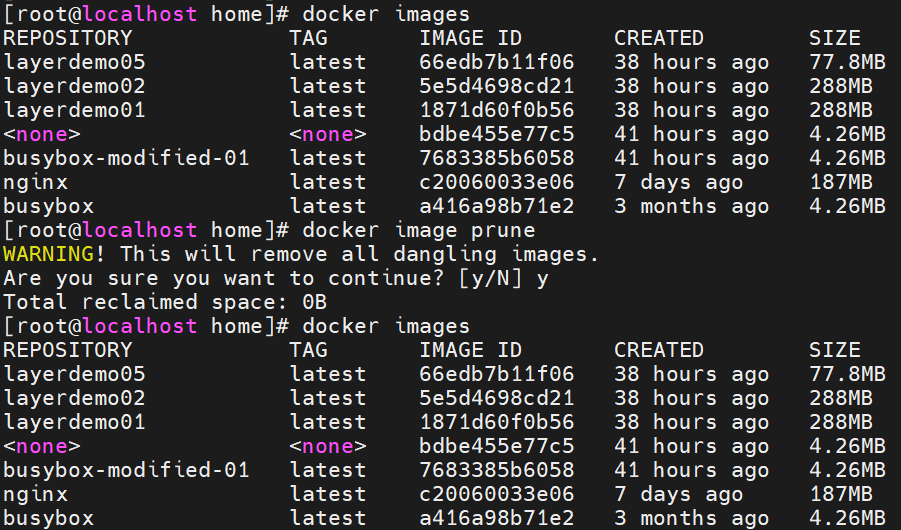 [root@localhost home]# docker images
REPOSITORY TAG IMAGE ID CREATED SIZE
layerdemo05 latest 66edb7b11f06 38 hours ago 77.8MB
layerdemo02 latest 5e5d4698cd21 38 hours ago 288MB
layerdemo01 latest 1871d60f0b56 38 hours ago 288MB
<none> <none> bdbe455e77c5 41 hours ago 4.26MB
busybox-modified-01 latest 7683385b6058 41 hours ago 4.26MB
nginx latest c20060033e06 7 days ago 187MB
busybox latest a416a98b71e2 3 months ago 4.26MB
[root@localhost home]# docker image prune
WARNING! This will remove all dangling images.
Are you sure you want to continue? [y/N] y
Total reclaimed space: 0B
[root@localhost home]# docker images
REPOSITORY TAG IMAGE ID CREATED SIZE
layerdemo05 latest 66edb7b11f06 38 hours ago 77.8MB
layerdemo02 latest 5e5d4698cd21 38 hours ago 288MB
layerdemo01 latest 1871d60f0b56 38 hours ago 288MB
<none> <none> bdbe455e77c5 41 hours ago 4.26MB
busybox-modified-01 latest 7683385b6058 41 hours ago 4.26MB
nginx latest c20060033e06 7 days ago 187MB
busybox latest a416a98b71e2 3 months ago 4.26MB